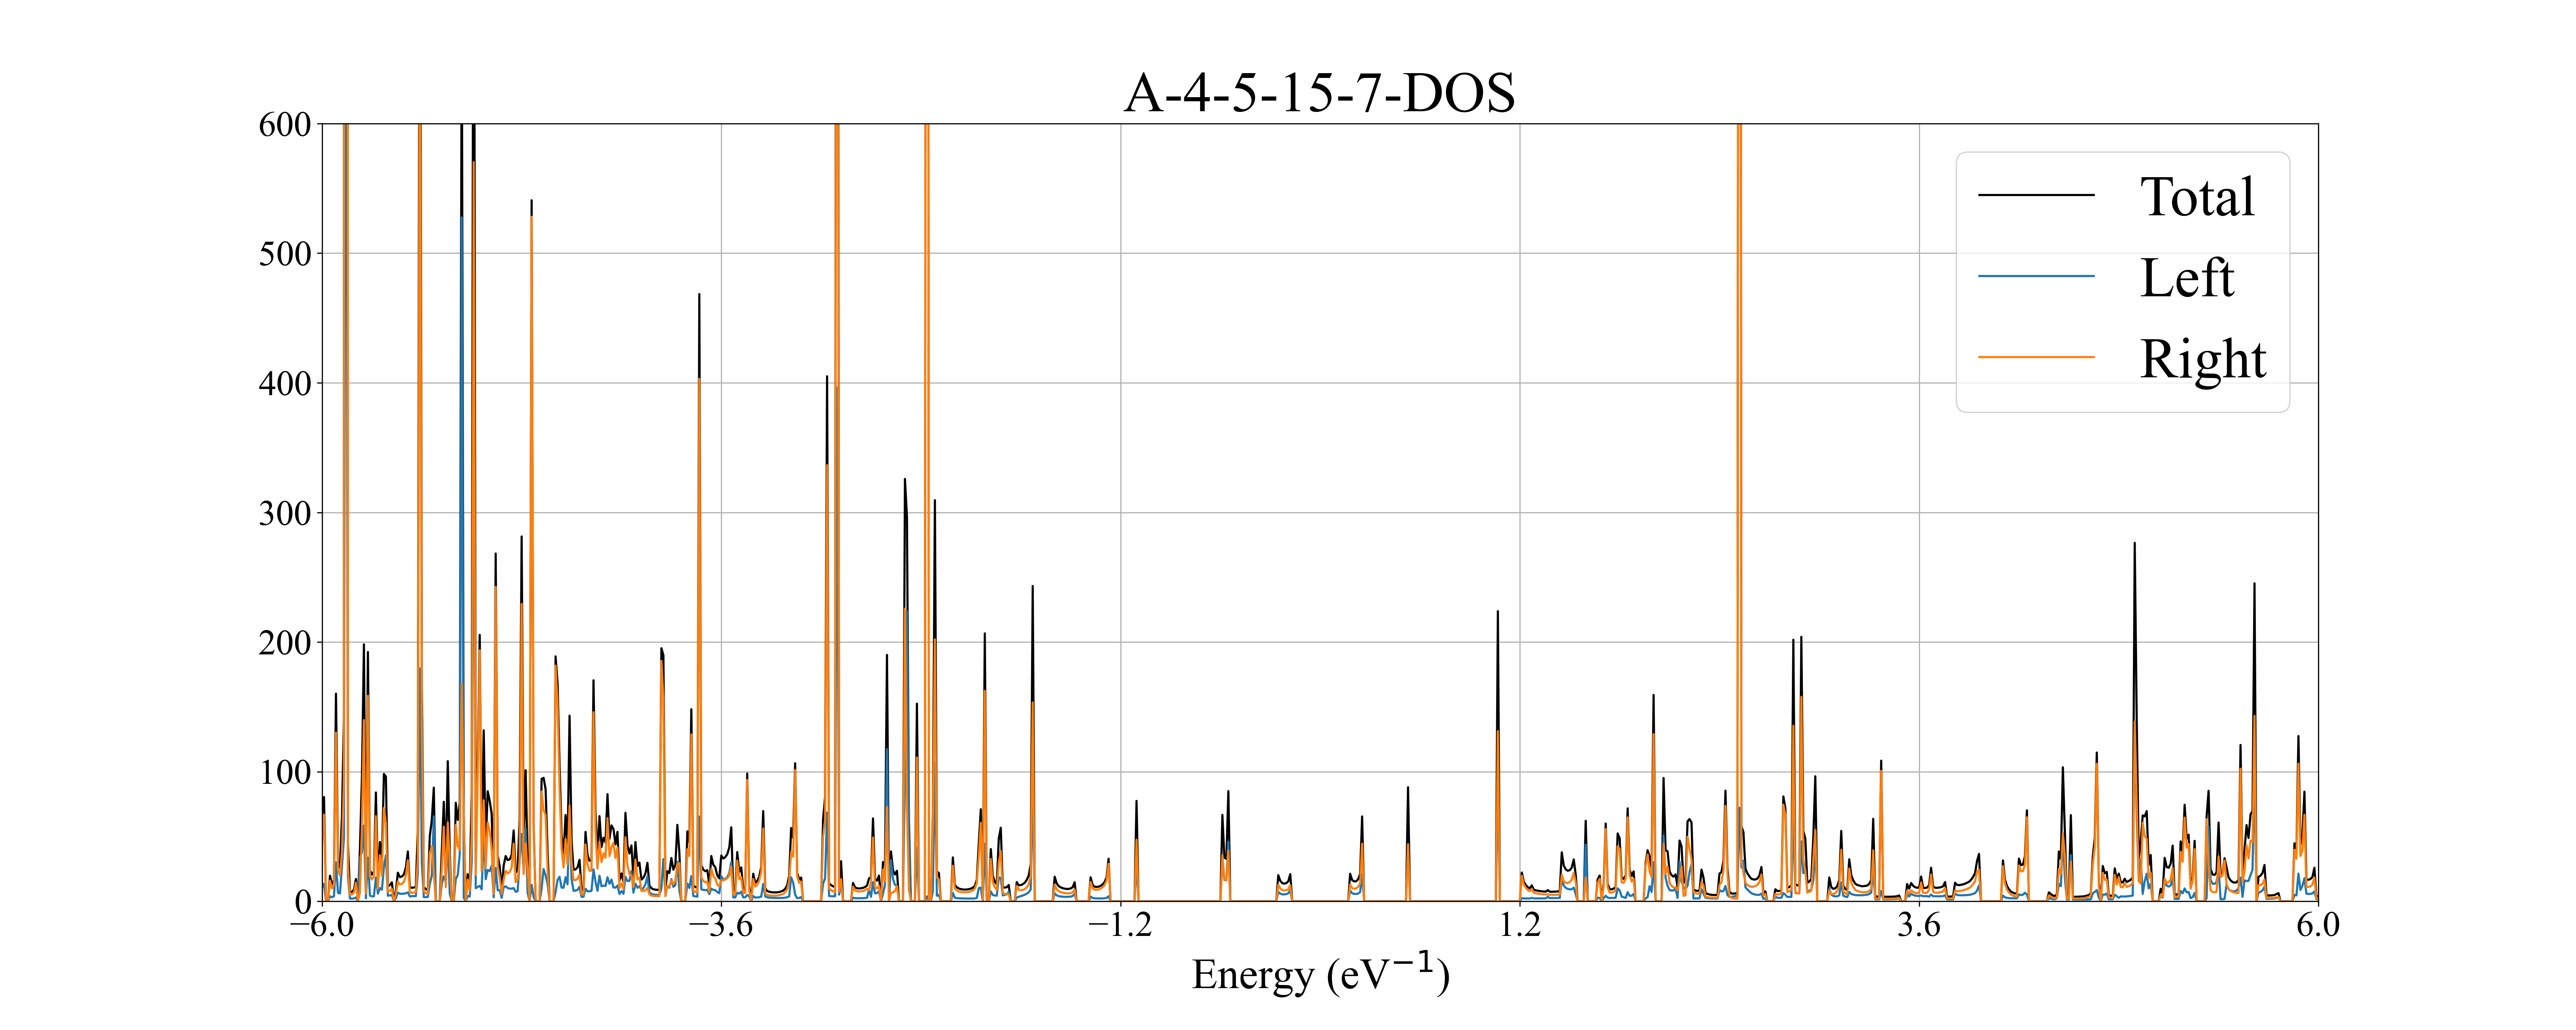 A-4-5-15-7-DOS
600
500
400
300
200
100
0
Total
Left
Right
−6.0 −3.6 −1.2 1.2 3.6 6.0
Energy (eV⁻¹)